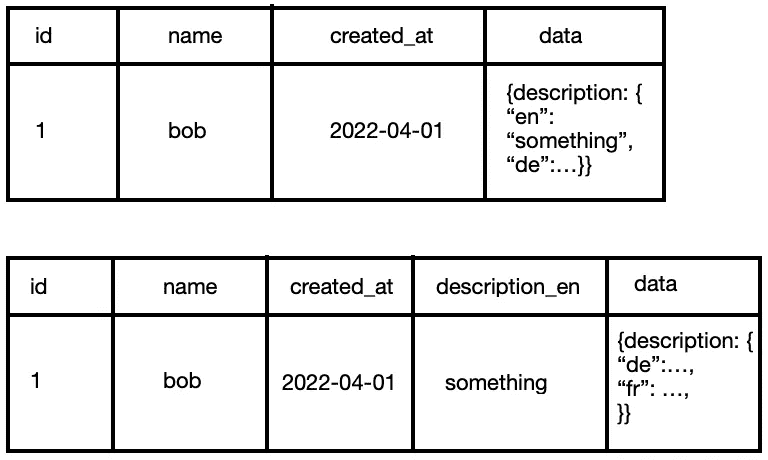 id name created_at data
1 bob 2022-04-01 {description: {
“en”:
“something”,
“de”:…}}
id name created_at description_en data
1 bob 2022-04-01 something {description: {
“de”:…,
“fr”: …,
}}